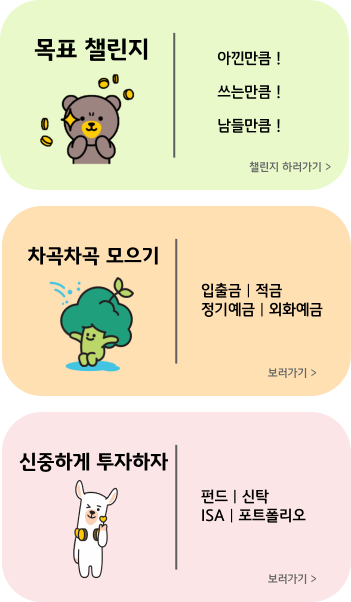 목표 챌린지
아낀만큼 !
쓰는만큼 !
남들만큼 !
챌린지 하러가기 >
차곡차곡 모으기
입출금 | 적금
정기예금 | 외화예금
보러가기 >
신중하게 투자하자
펀드 | 신탁
ISA | 포트폴리오
보러가기 >